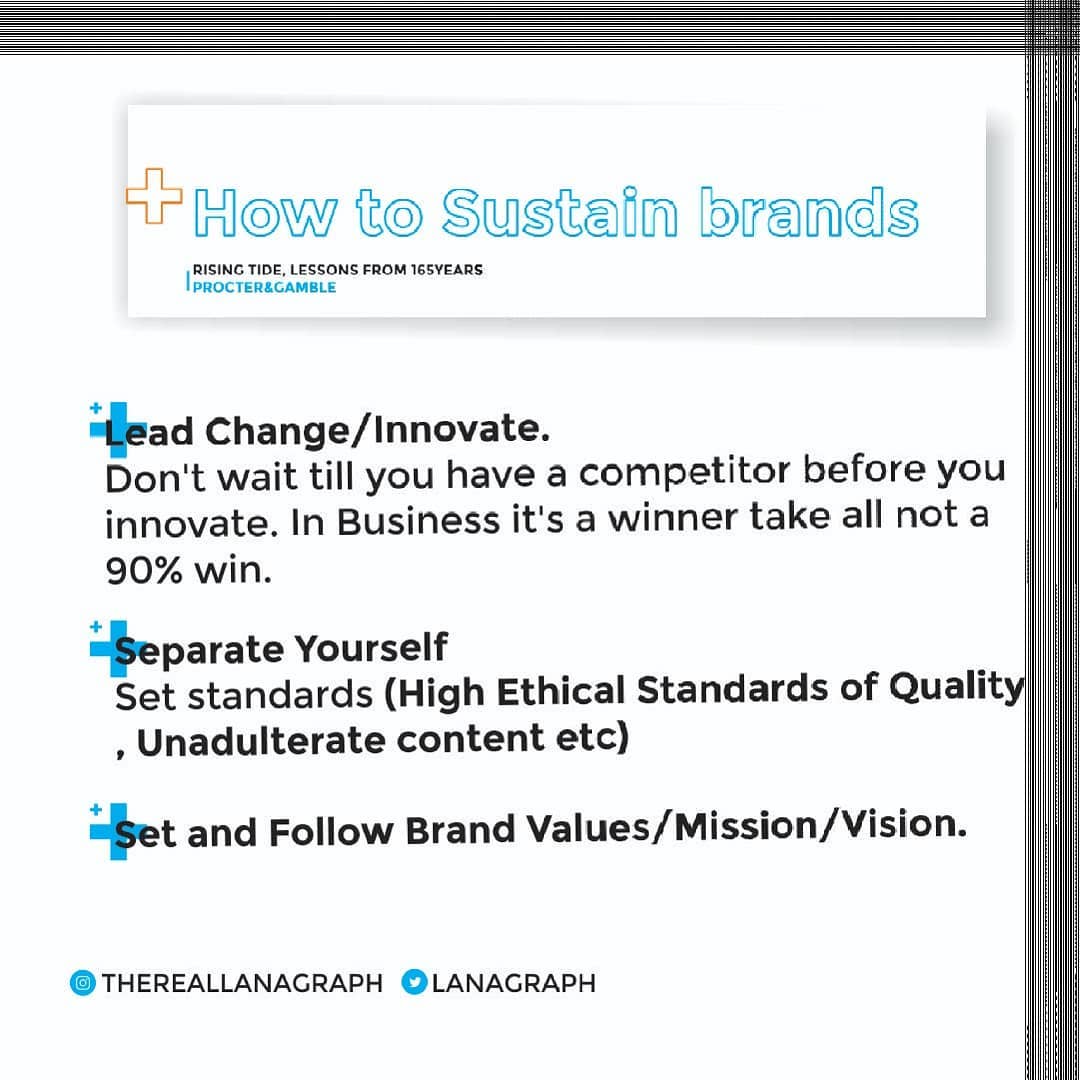 How to Sustain brands
RISING TIDE, LESSONS FROM 165YEARS
PROCTER&GAMBLE
Lead Change/Innovate.
Don't wait till you have a competitor before you
innovate. In Business it's a winner take all not a
90% win.
Separate Yourself
Set standards (High Ethical Standards of Quality
, Unadulterate content etc)
Set and Follow Brand Values/Mission/Vision.
THEREALLANAGRAPH LANAGRAPH